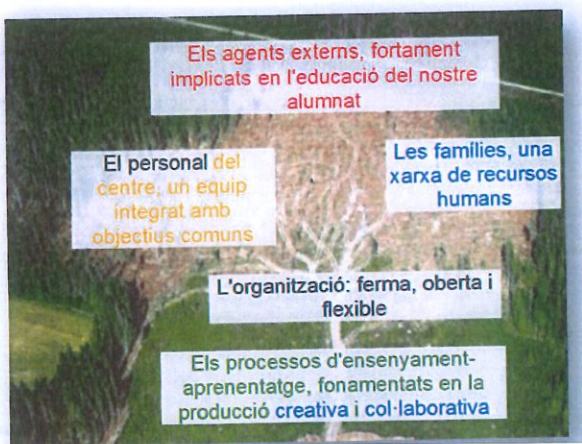 Els agents externs, fortament
implicats en l'educació del nostre
alumnat
El personal del
centre, un equip
integrat amb
objectius comuns
Les famílies, una
xarxa de recursos
humans
L'organització: ferma, oberta i
flexible
Els processos d'ensenyament-
aprenentatge, fonamentats en la
producció creativa i col·laborativa